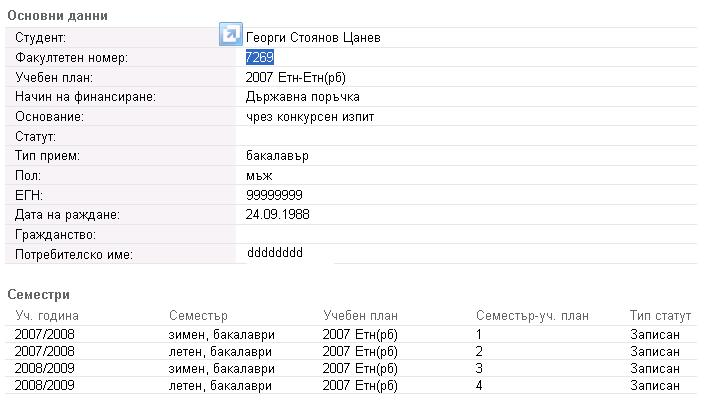 Основни данни
Студент: Георги Стоянов Цанев
Факултетен номер: 7269
Учебен план: 2007 Етн-Етн(рб)
Начин на финансиране: Държавна поръчка
Основание: чрез конкурсен изпит
Статут:
Тип прием: бакалавър
Пол: мъж
ЕГН: 99999999
Дата на раждане: 24.09.1988
Гражданство:
Потребителско име: dddddddd
Семестри
Уч. година Семестър Учебен план Семестър-уч. план Тип статут
2007/2008 зимен, бакалаври 2007 Етн(рб) 1 Записан
2007/2008 летен, бакалаври 2007 Етн(рб) 2 Записан
2008/2009 зимен, бакалаври 2007 Етн(рб) 3 Записан
2008/2009 летен, бакалаври 2007 Етн(рб) 4 Записан